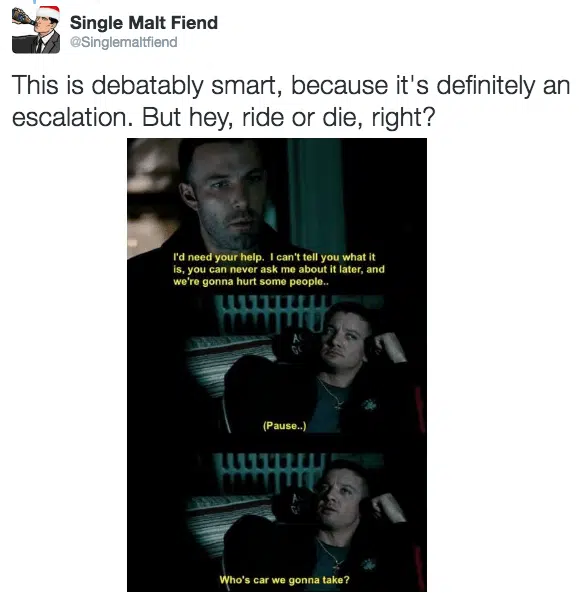 Single Malt Fiend
@Singlemaltfiend
This is debatably smart, because it's definitely an
escalation. But hey, ride or die, right?
I'd need your help. I can't tell you what it
is, you can never ask me about it later, and
we're gonna hurt some people..
(Pause..)
Who's car we gonna take?